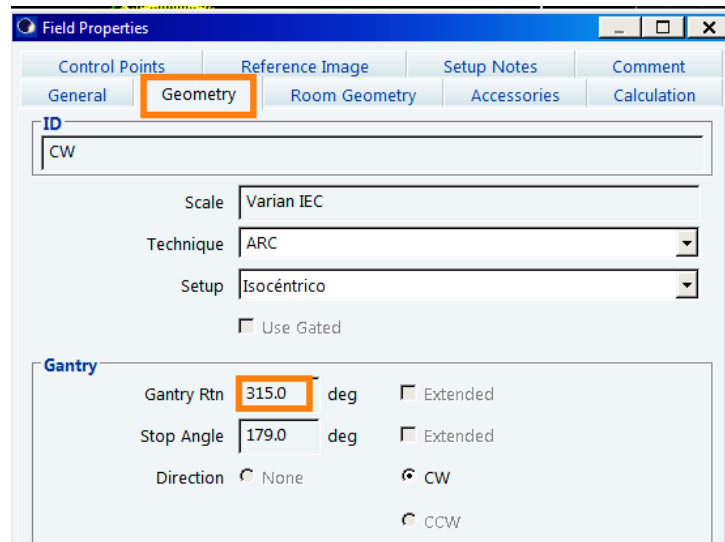 Field Properties
Control Points Reference Image Setup Notes Comment
General Geometry Room Geometry Accessories Calculation
ID
CW
Scale Varian IEC
Technique ARC
Setup Isocéntrico
Use Gated
Gantry
Gantry Rtn 315.0 deg Extended
Stop Angle 179.0 deg Extended
Direction None CW
CCW